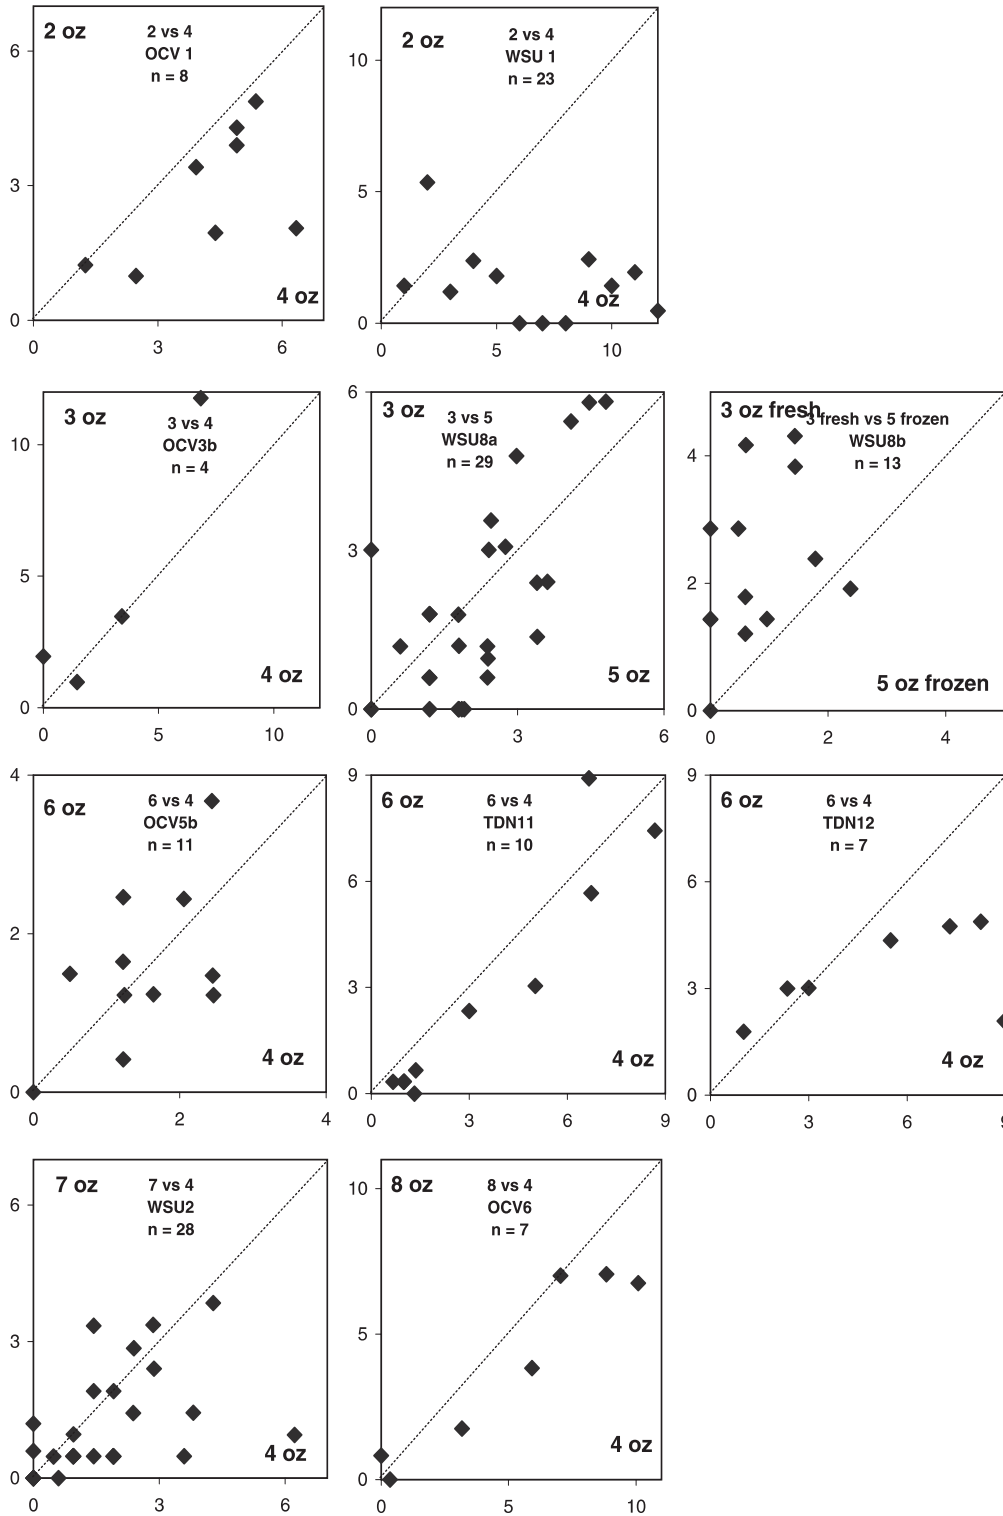 2 oz
2 vs 4
OCV 1
n = 8
6
3
0
4 oz
0 3 6
2 oz
2 vs 4
WSU 1
n = 23
10
5
0
4 oz
5 10
0
3 oz
3 vs 4
OCV3b
n = 4
10
5
0
4 oz
0 5 10
6
3 oz
3 vs 5
WSU8a
n = 29
3
0
5 oz
0 3 6
3 oz fresh
3 fresh vs 5 frozen
WSU8b
n = 13
4
2
0
5 oz frozen
0 2 4
4
6 oz
6 vs 4
OCV5b
n = 11
2
0
4 oz
0 2 4
9
6 oz
6 vs 4
TDN11
n = 10
6
3
0
4 oz
0 3 6 9
9
6 oz
6 vs 4
TDN12
n = 7
6
3
0
4 oz
0 3 6 9
7 oz
7 vs 4
WSU2
n = 28
6
3
0
4 oz
0 3 6
8 oz
8 vs 4
OCV6
n = 7
10
5
0
4 oz
0 5 10